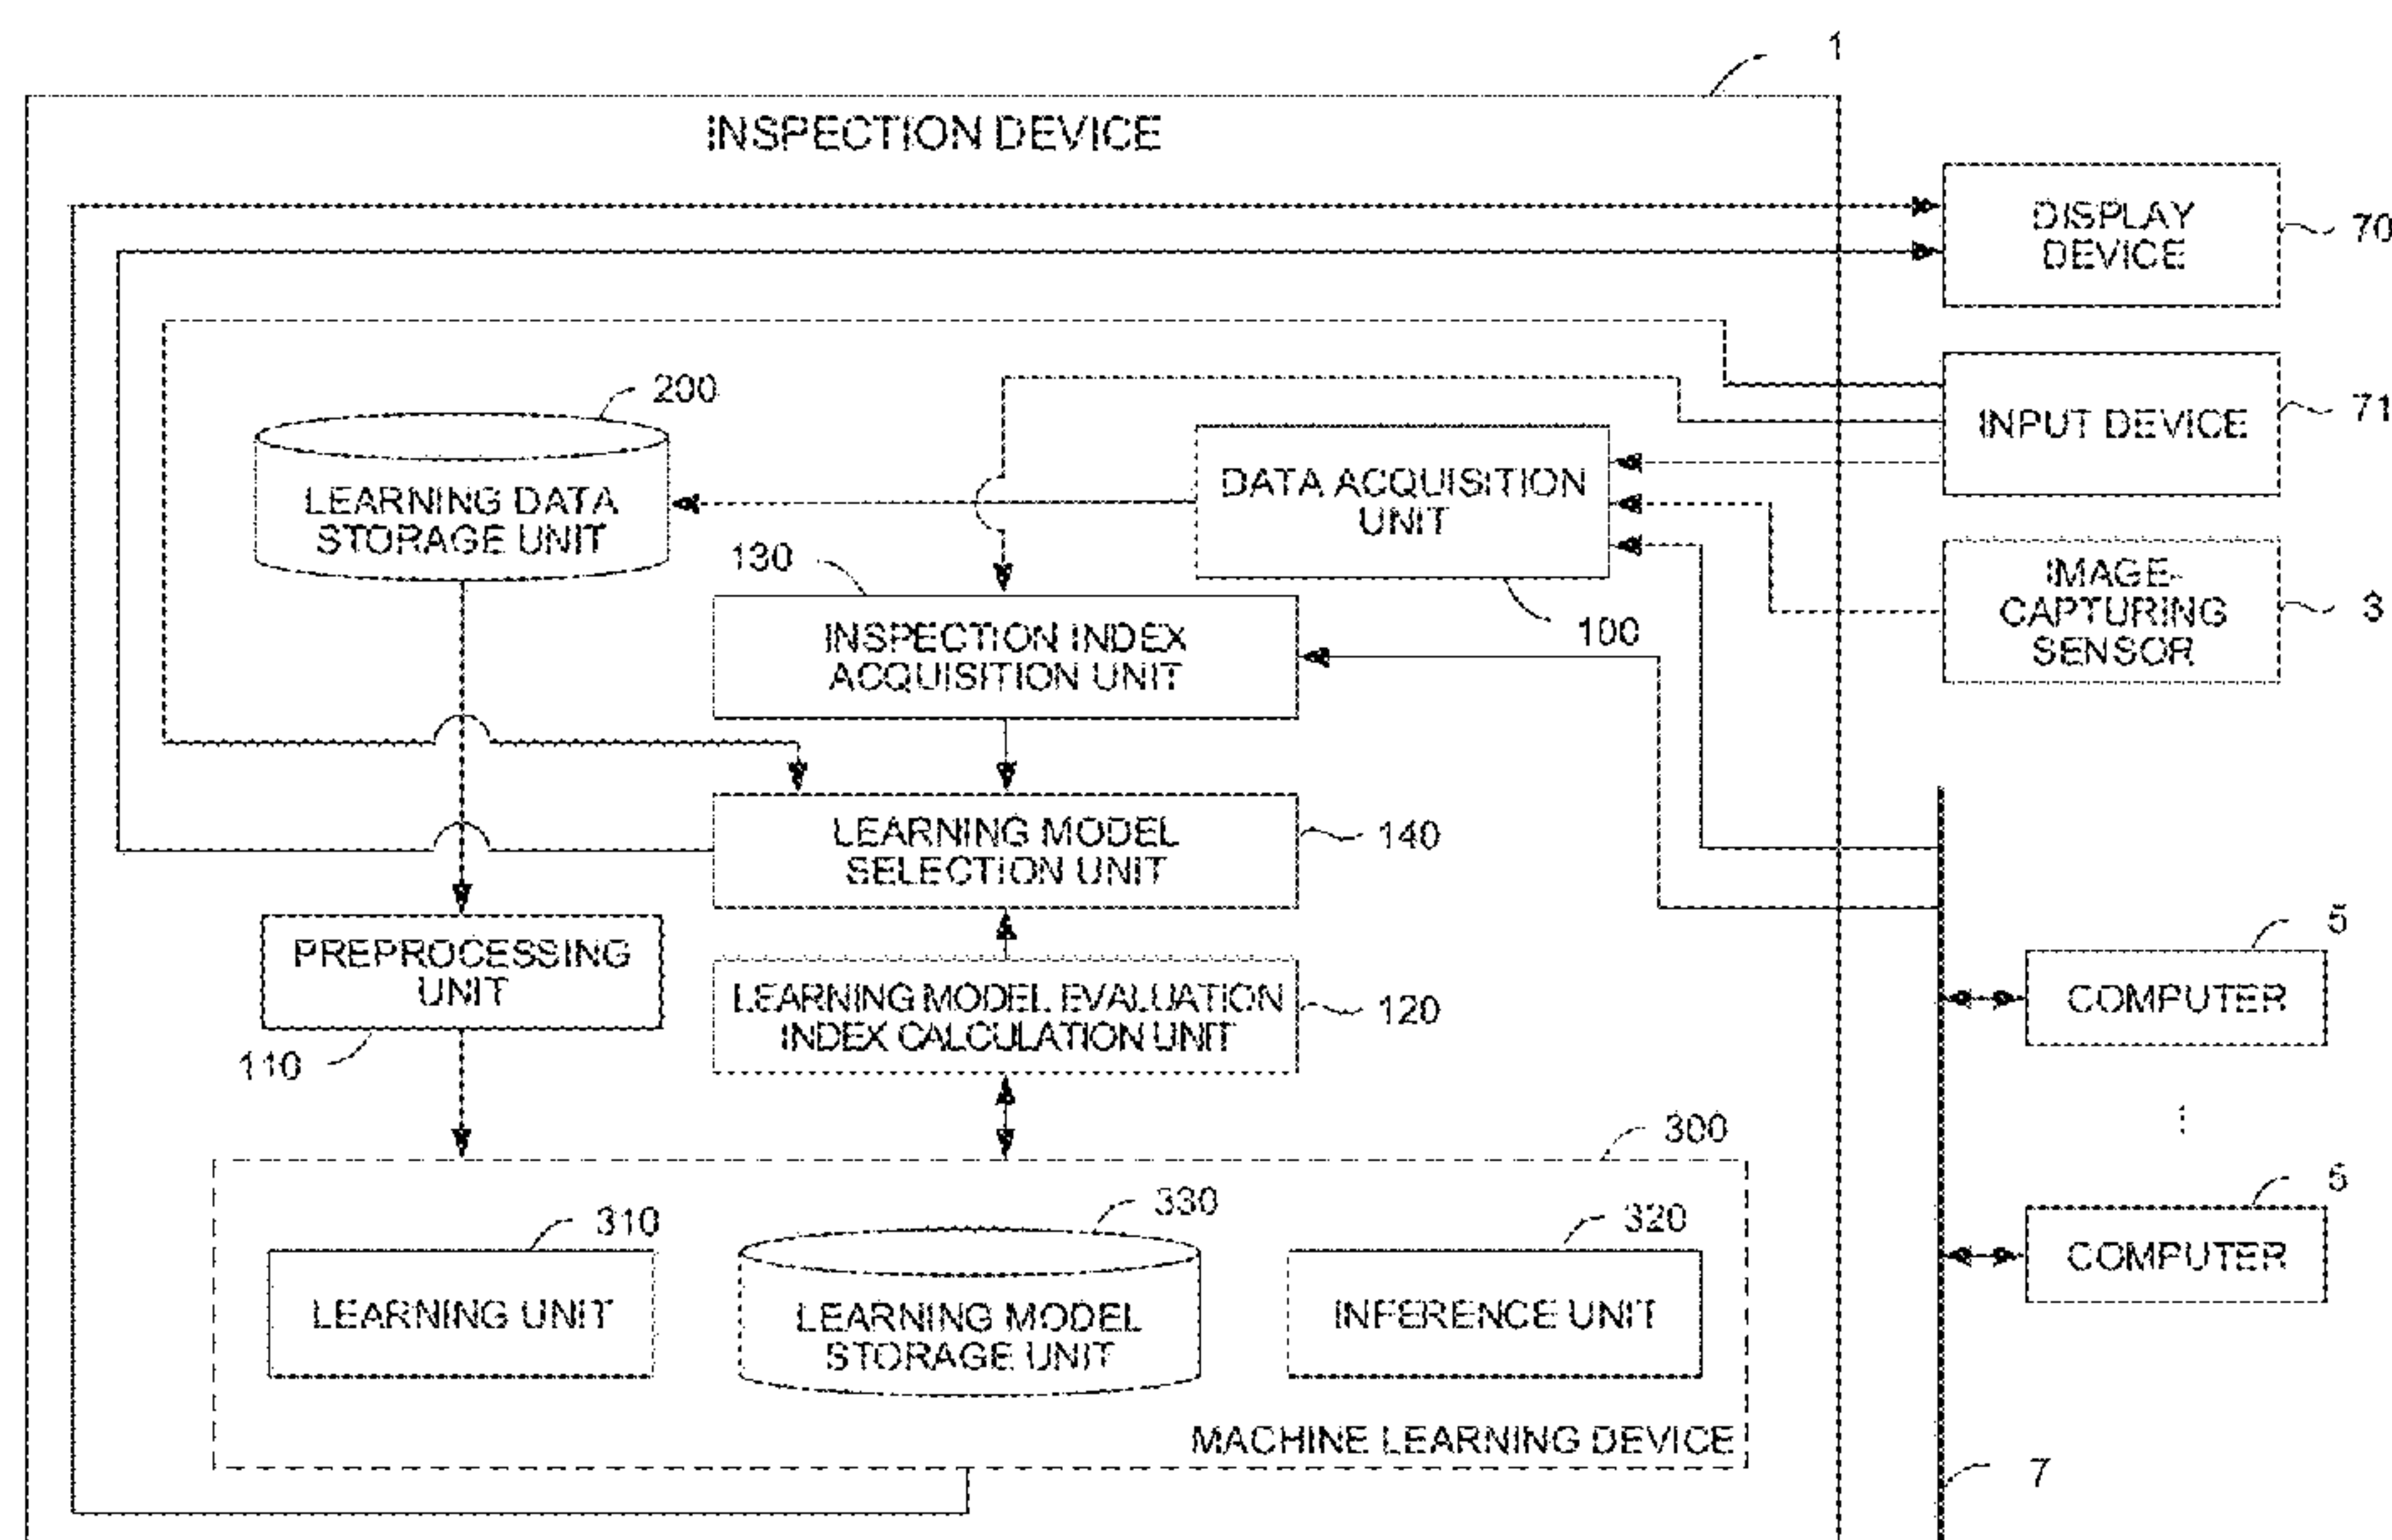 1
INSPECTION DEVICE
DISPLAY
DEVICE
70
200
INPUT DEVICE
71
DATA ACQUISITION
UNIT
LEARNING DATA
STORAGE UNIT
130
100
IMAGE-
CAPTURING
SENSOR
3
INSPECTION INDEX
ACQUISITION UNIT
LEARNING MODEL
SELECTION UNIT
140
PREPROCESSING
UNIT
110
LEARNING MODEL EVALUATION
INDEX CALCULATION UNIT
120
5
COMPUTER
300
310
330
320
5
COMPUTER
LEARNING UNIT
LEARNING MODEL
STORAGE UNIT
INFERENCE UNIT
MACHINE LEARNING DEVICE
7